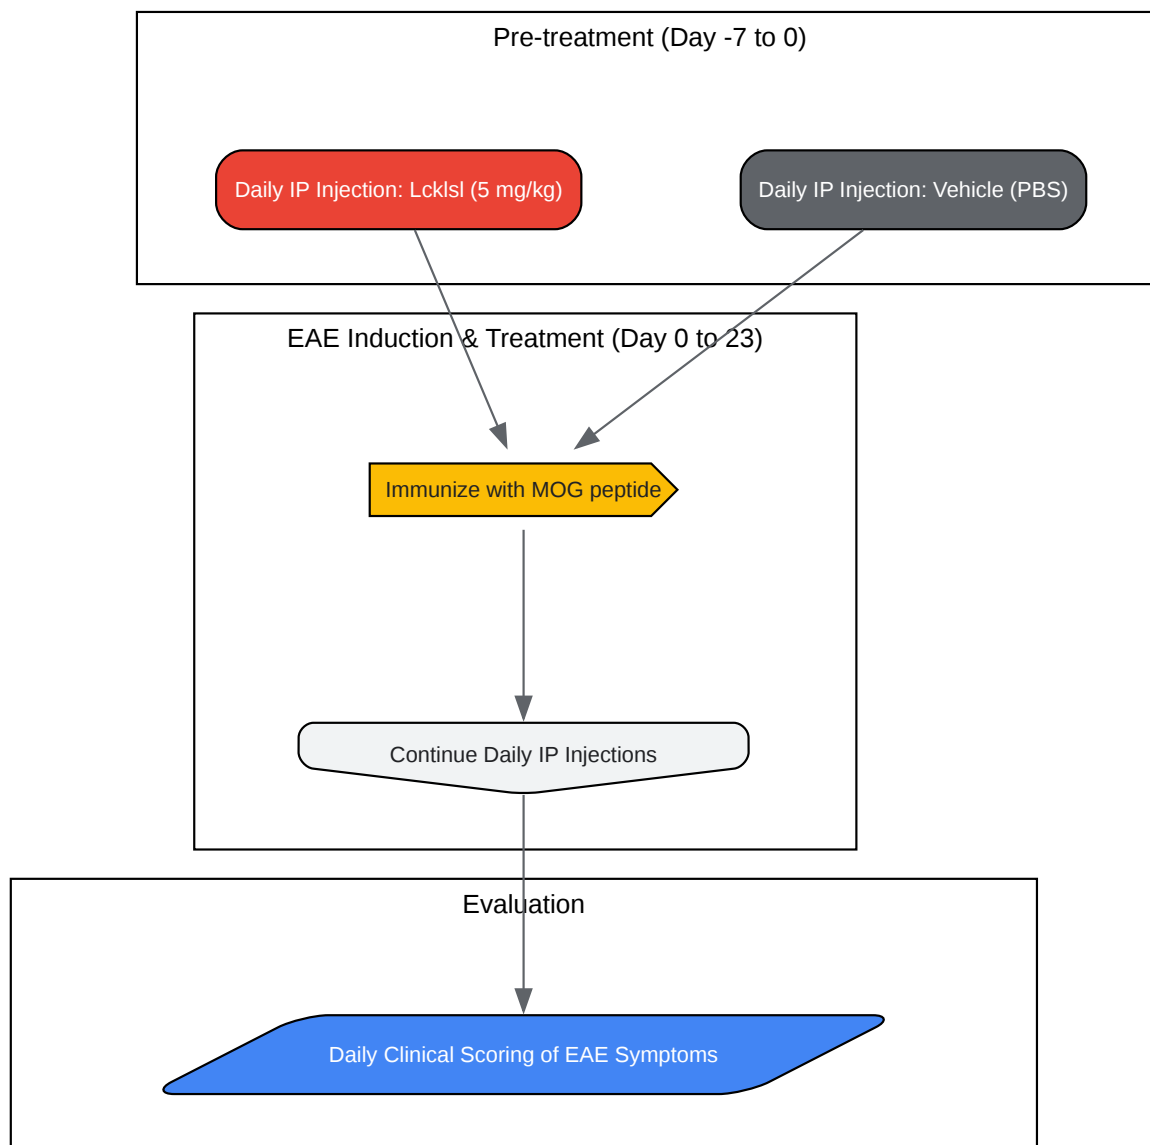 Pre-treatment (Day -7 to 0)
Daily IP Injection: Lcklsl (5 mg/kg)
Daily IP Injection: Vehicle (PBS)
EAE Induction & Treatment (Day 0 to 23)
Immunize with MOG peptide
Continue Daily IP Injections
Evaluation
Daily Clinical Scoring of EAE Symptoms